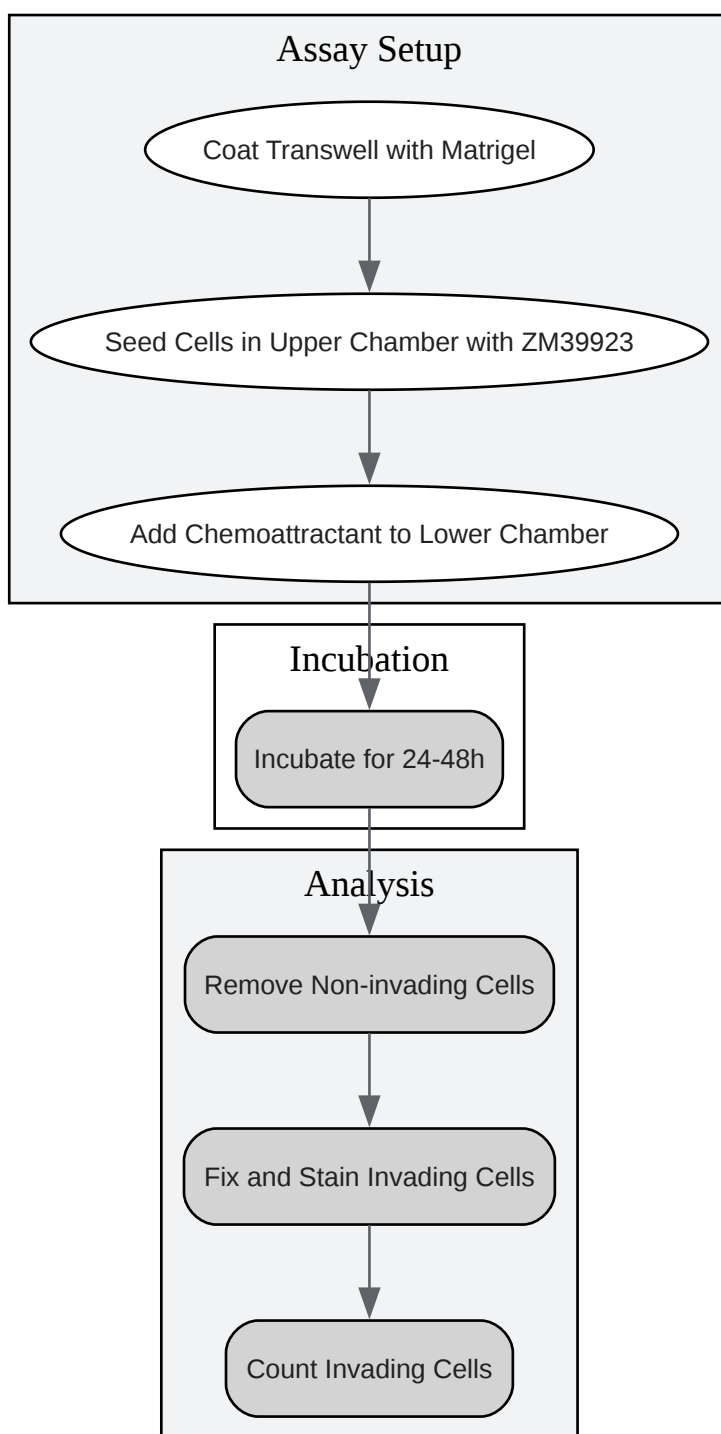 Assay Setup
Coat Transwell with Matrigel
Seed Cells in Upper Chamber with ZM39923
Add Chemoattractant to Lower Chamber
Incubation
Incubate for 24-48h
Analysis
Remove Non-invading Cells
Fix and Stain Invading Cells
Count Invading Cells